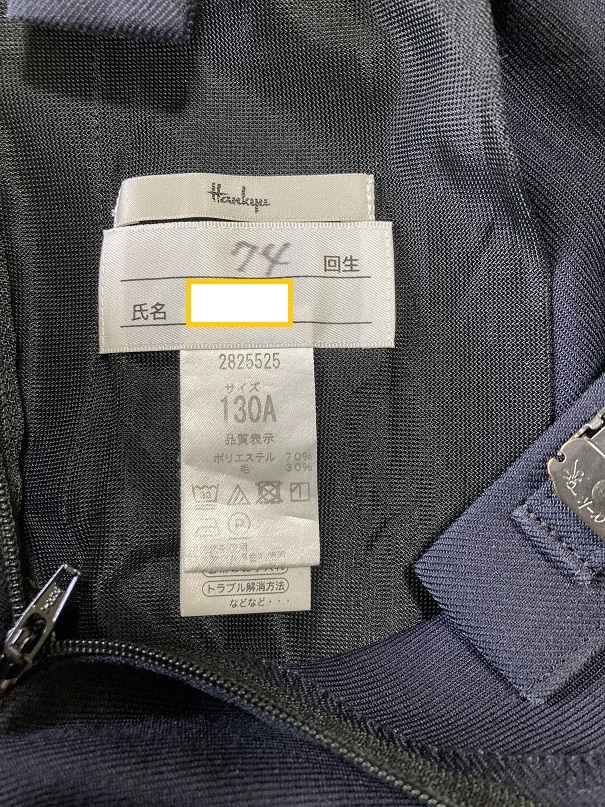 Hankyu
74 回生
氏名
2825525
サイズ
130A
品質表示
ポリエステル 70%
毛 30%
30
P
トラブル解消方法
などなど・・・